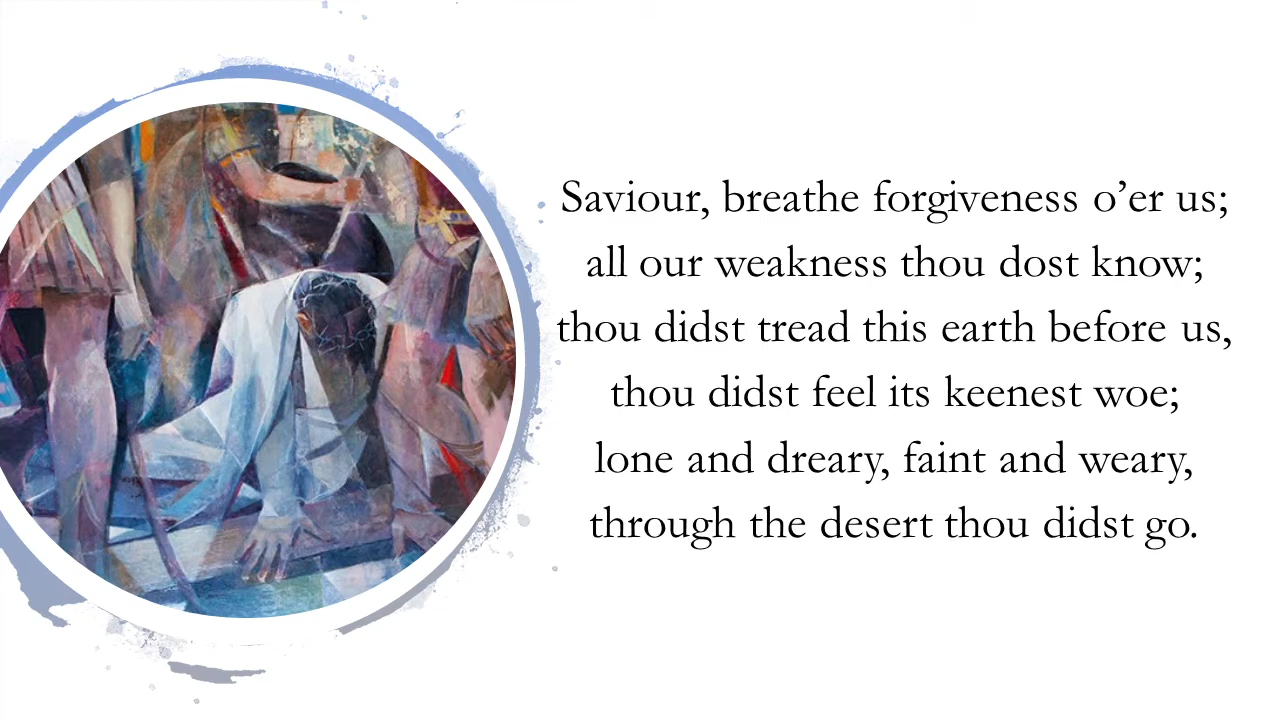 Saviour, breathe forgiveness o’er us;
all our weakness thou dost know;
thou didst tread this earth before us,
thou didst feel its keenest woe;
lone and dreary, faint and weary,
through the desert thou didst go.